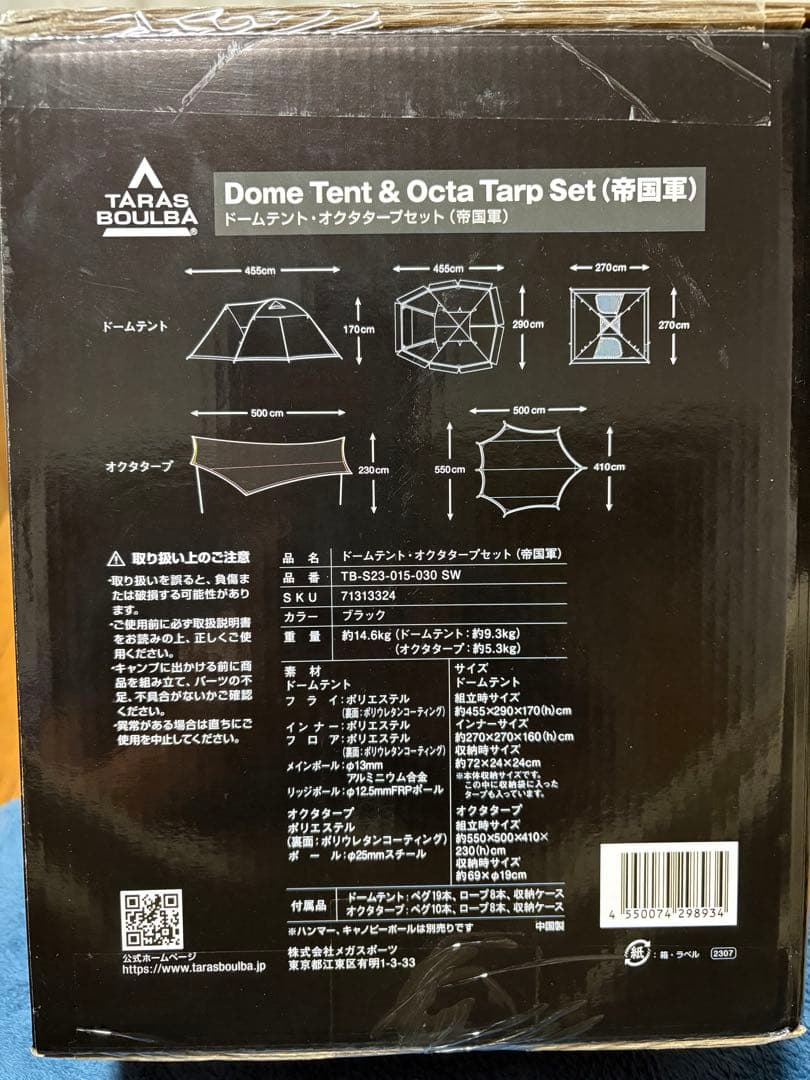 TARAS
BOULBA®
Dome Tent & Octa Tarp Set（帝国軍）
ドームテント・オクタタープセット（帝国軍）
455cm
455cm
270cm
ドームテント
170cm
290cm
270cm
500cm
500cm
オクタタープ
230cm
550cm
410cm
⚠ 取り扱い上のご注意
・取り扱いを誤ると、負傷ま
たは破損する可能性があり
ます。
・ご使用前に必ず取扱説明書
をお読みの上、正しくご使
用ください。
・キャンプに出かける前に商
品を組み立て、パーツの不
足、不具合がないかご確認
ください。
・異常がある場合は直ちにご
使用を中止してください。
品名 ドームテント・オクタタープセット（帝国軍）
品番 TB-S23-015-030 SW
SKU 71313324
カラー ブラック
重量 約14.6kg（ドームテント：約9.3kg）
（オクタタープ：約5.3kg）
素材
ドームテント
フライ：ポリエステル
（裏面：ポリウレタンコーティング）
インナー：ポリエステル
フロア：ポリエステル
（裏面：ポリウレタンコーティング）
メインポール：φ13mm
アルミニウム合金
リッジポール：φ12.5mmFRPポール
オクタタープ
ポリエステル
（裏面：ポリウレタンコーティング）
ポール：φ25mmスチール
サイズ
ドームテント
組立時サイズ
約455×290×170(h)cm
インナーサイズ
約270×270×160(h)cm
収納時サイズ
約72×24×24cm
※本体収納サイズです。
この中に収納袋に入った
タープも入っています。
オクタタープ
組立時サイズ
約550×500×410×
230(h)cm
収納時サイズ
約69×φ19cm
付属品 ドームテント：ペグ19本、ロープ8本、収納ケース
オクタタープ：ペグ10本、ロープ8本、収納ケース
※ハンマー、キャノピーポールは別売りです 中国製
株式会社メガスポーツ
東京都江東区有明1-3-33
公式ホームページ
https://www.tarasboulba.jp
4 550074 298934
紙：箱・ラベル 2307